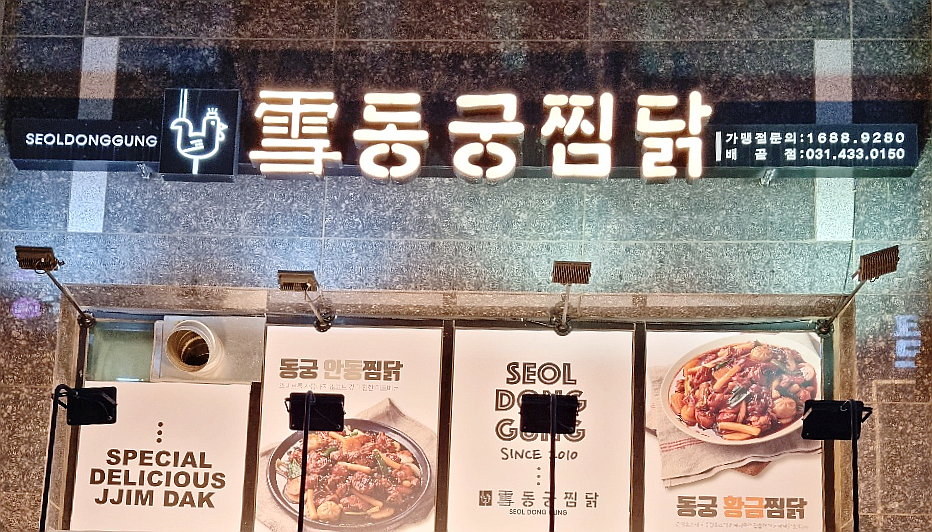 SEOLDONGGUNG
雪동궁찜닭
가맹점문의:1688.9280
배곧점:031.433.0150
SPECIAL
DELICIOUS
JJIM DAK
동궁 안동찜닭
SEOL
DONG
GUNG
SINCE 2010
雪동궁찜닭
SEOL DONG GUNG
동궁 황금찜닭